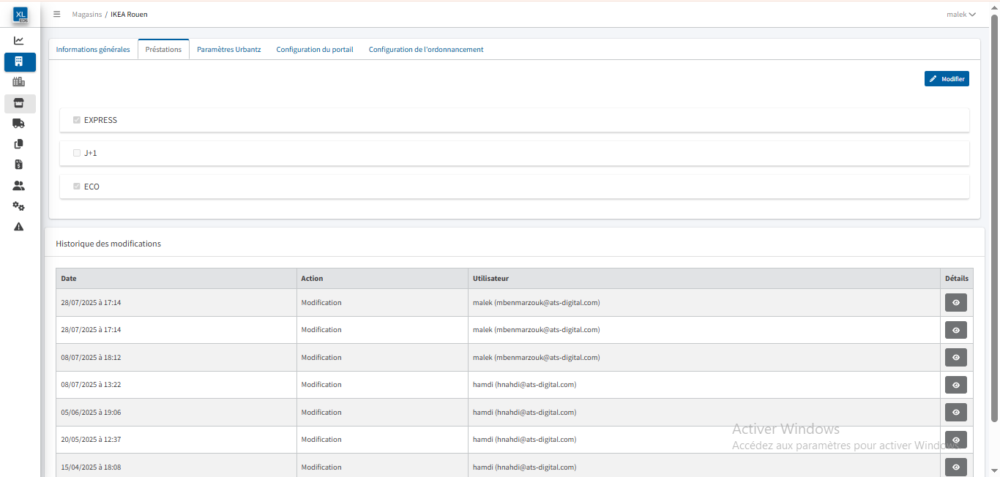 XL
EDS
Magasins / IKEA Rouen
malek
Informations générales
Préstations
Paramètres Urbantz
Configuration du portail
Configuration de l'ordonnancement
Modifier
EXPRESS
J+1
ECO
Historique des modifications
Date Action Utilisateur Détails
28/07/2025 à 17:14 Modification malek (mbenmarzouk@ats-digital.com)
28/07/2025 à 17:14 Modification malek (mbenmarzouk@ats-digital.com)
08/07/2025 à 18:12 Modification malek (mbenmarzouk@ats-digital.com)
08/07/2025 à 13:22 Modification hamdi (hnahdi@ats-digital.com)
05/06/2025 à 19:06 Modification hamdi (hnahdi@ats-digital.com)
20/05/2025 à 12:37 Modification hamdi (hnahdi@ats-digital.com)
15/04/2025 à 18:08 Modification hamdi (hnahdi@ats-digital.com)
Activer Windows
Accédez aux paramètres pour activer Windows.